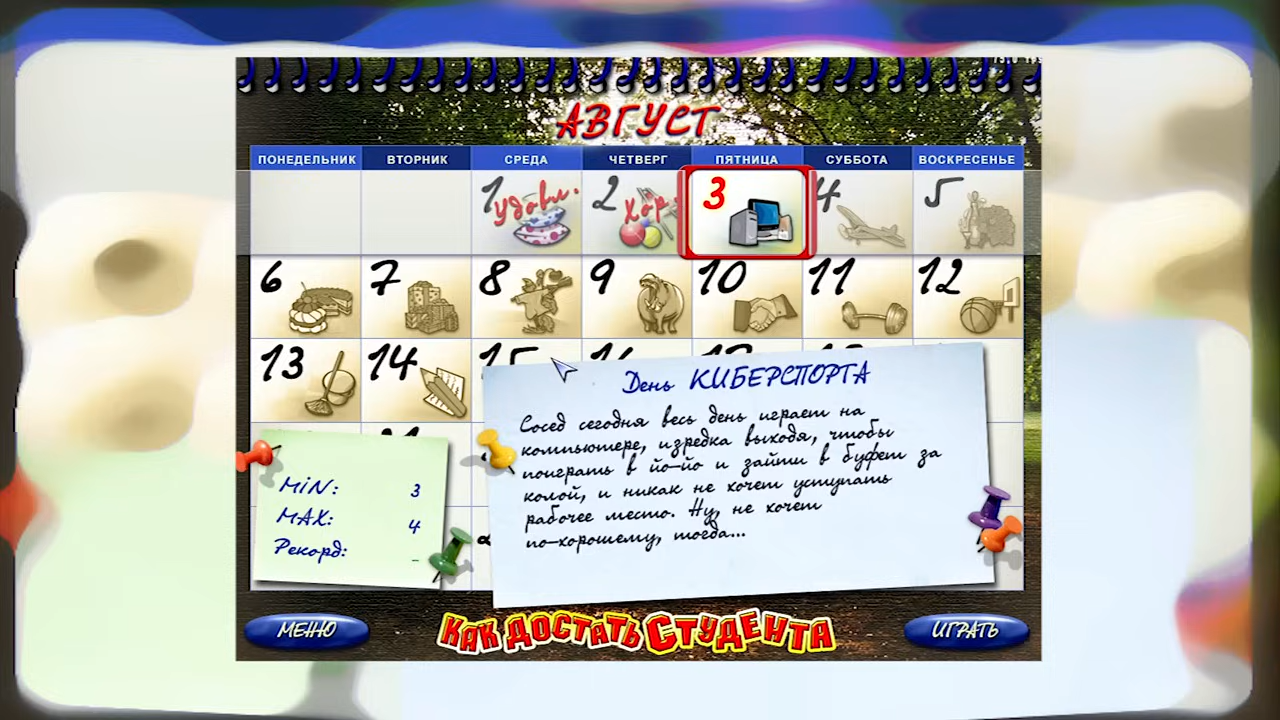 АВГУСТ
ПОНЕДЕЛЬНИК ВТОРНИК СРЕДА ЧЕТВЕРГ ПЯТНИЦА СУББОТА ВОСКРЕСЕНЬЕ
1 Удовл. 2 Хор. 3 4 5
6 7 8 9 10 11 12
13 14 15
День КИБЕРСПОРТА
Сосед сегодня весь день играет на
компьютере, изредка выходя, чтобы
поиграть в йо-йо и зайти в буфет за
колой, и никак не хочет уступать
рабочее место. Ну, не хочет
по-хорошему, тогда...
MIN: 3
MAX: 4
Рекорд: -
МЕНЮ
КАК ДОСТАТЬ СТУДЕНТА
ИГРАТЬ